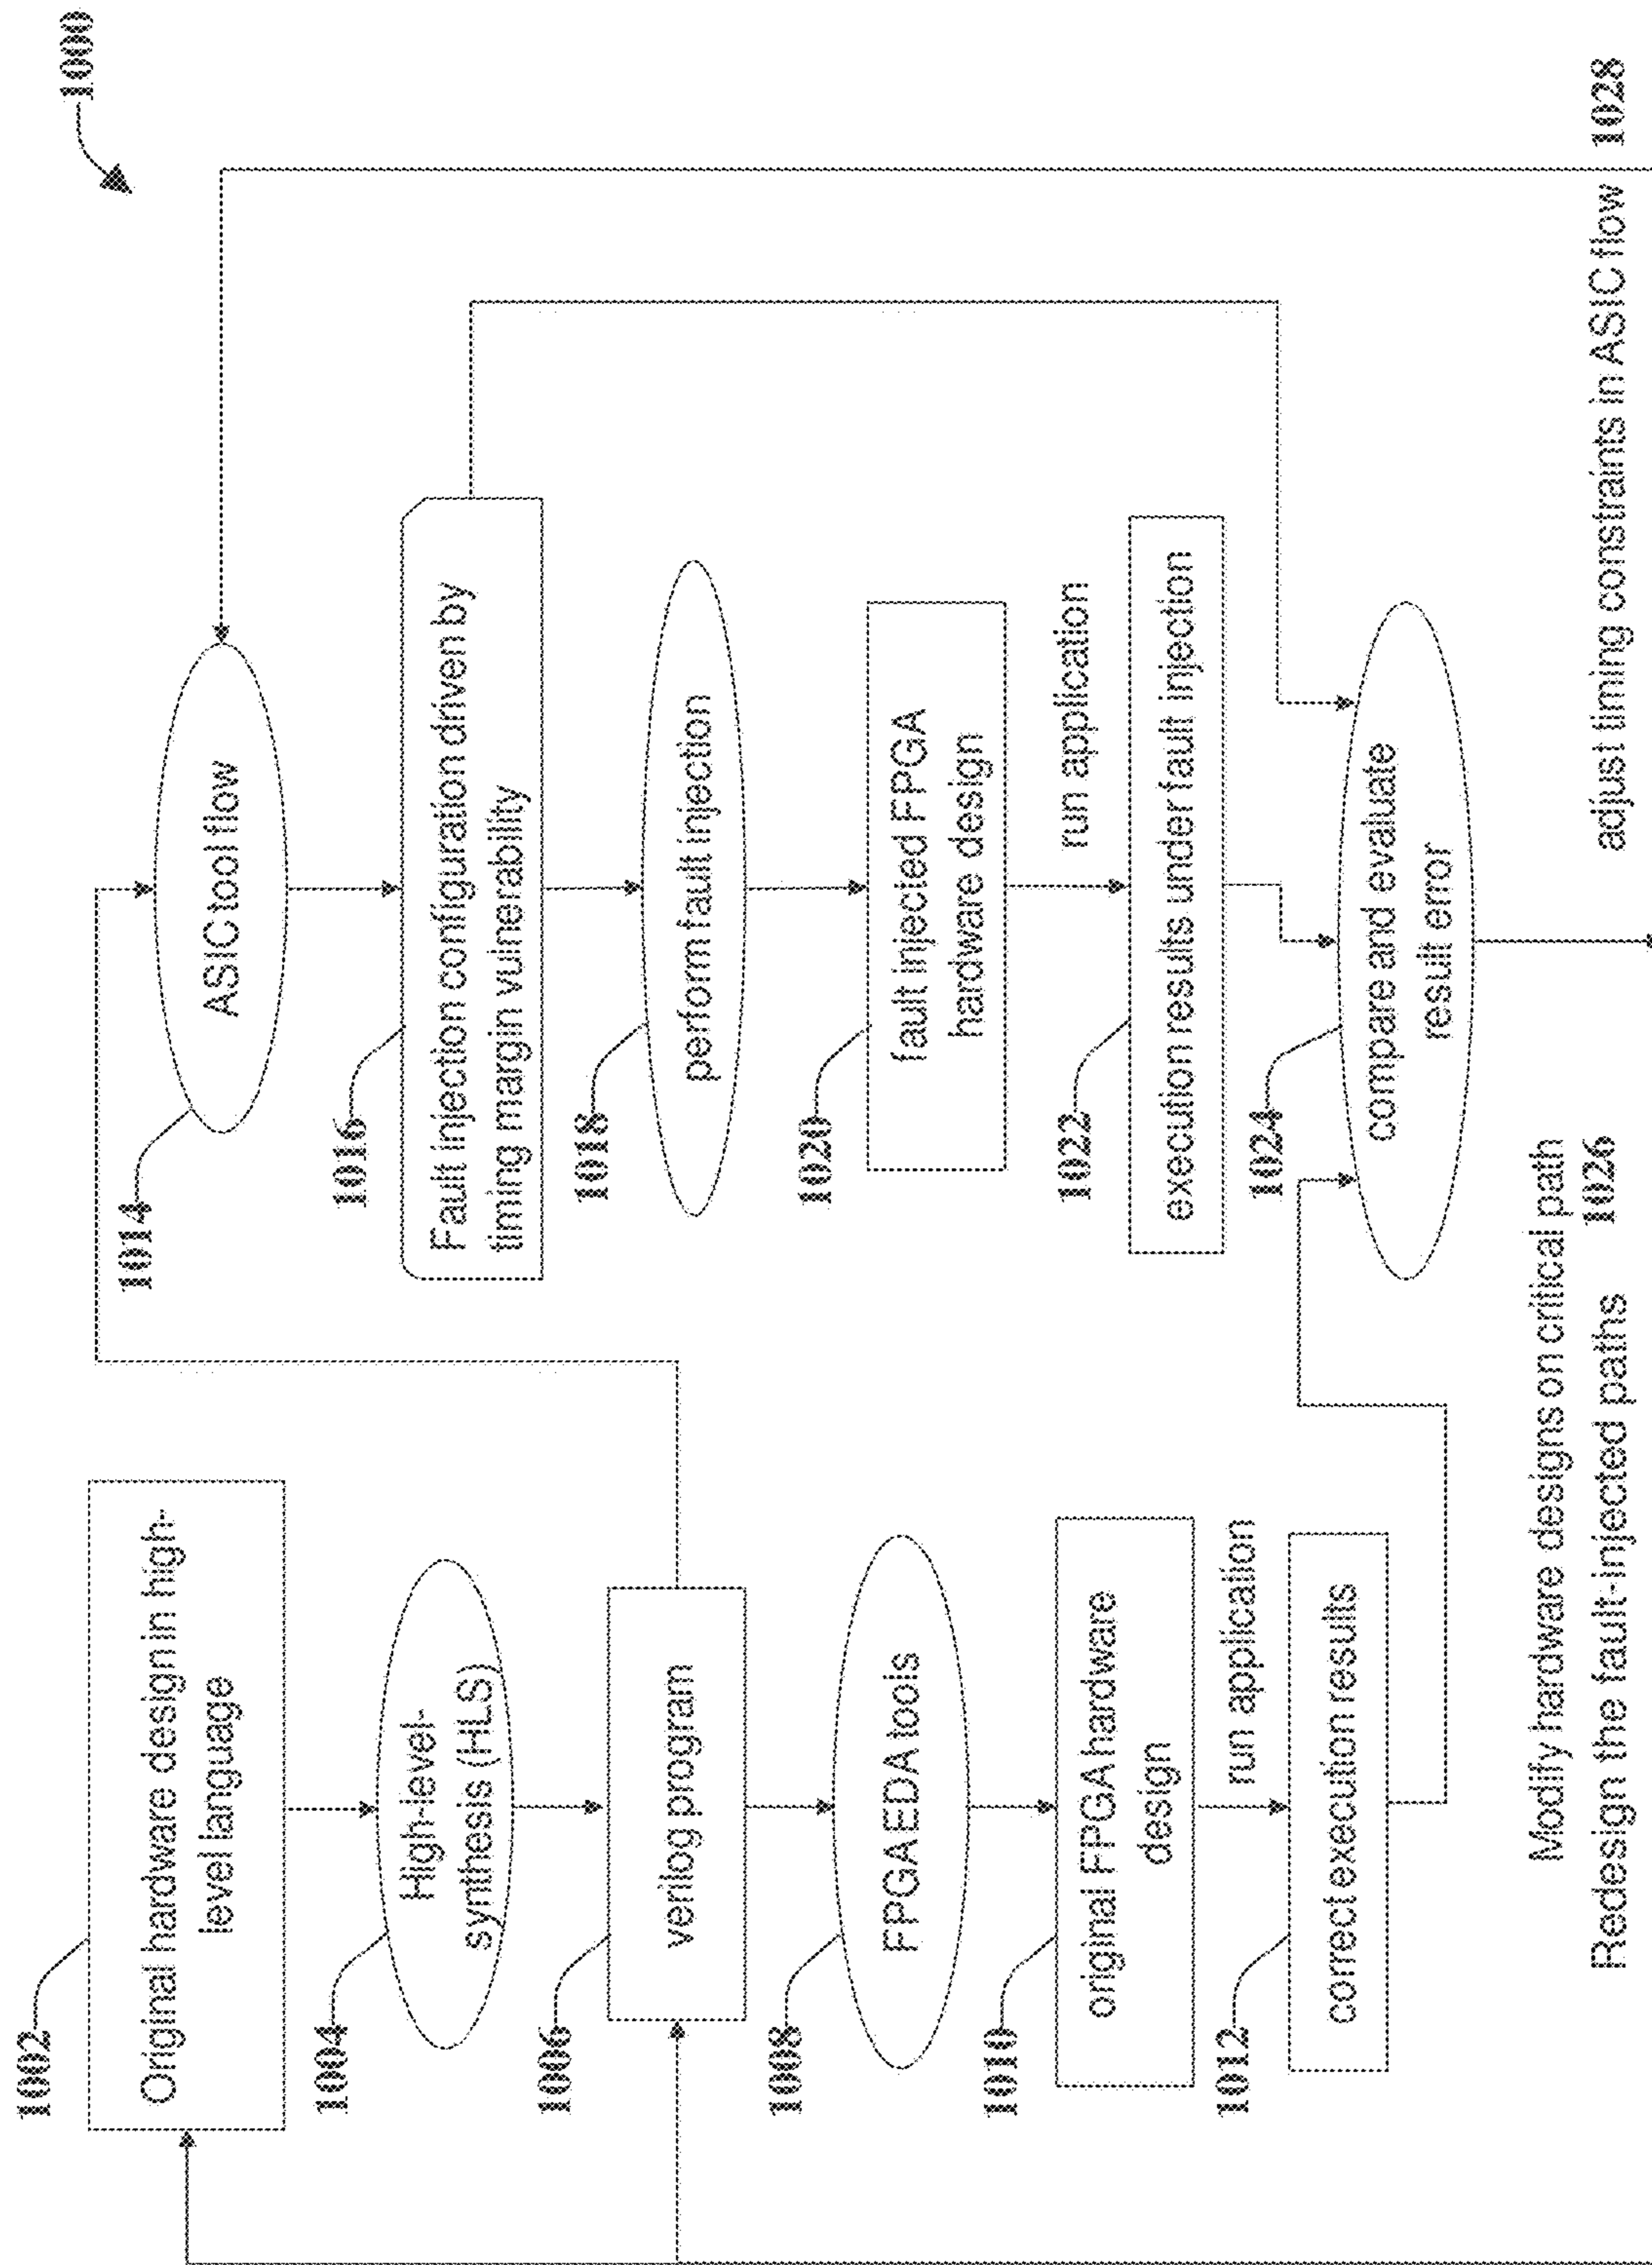 1000
1002
Original hardware design in high-
level language
1004
High-level-
synthesis (HLS)
1006
verilog program
1008
FPGAEDA tools
1010
original FPGA hardware
design
run application
1012
correct execution results
1014
ASIC tool flow
1016
Fault injection configuration driven by
timing margin vulnerability
1018
perform fault injection
1020
fault injected FPGA
hardware design
run application
1022
execution results under fault injection
1024
compare and evaluate
result error
Modify hardware designs on critical path
Redesign the fault-injected paths 1026
adjust timing constraints in ASIC flow 1028